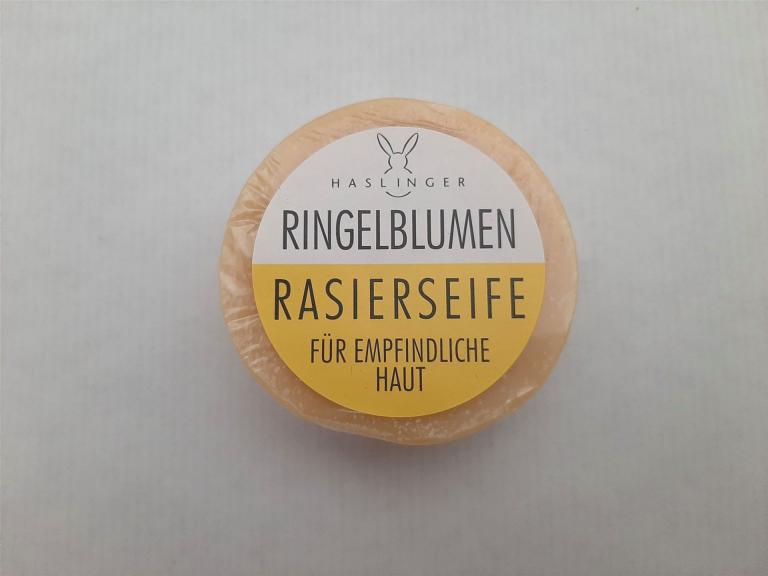 HASLINGER
RINGELBLUMEN
RASIERSEIFE
FÜR EMPFINDLICHE
HAUT